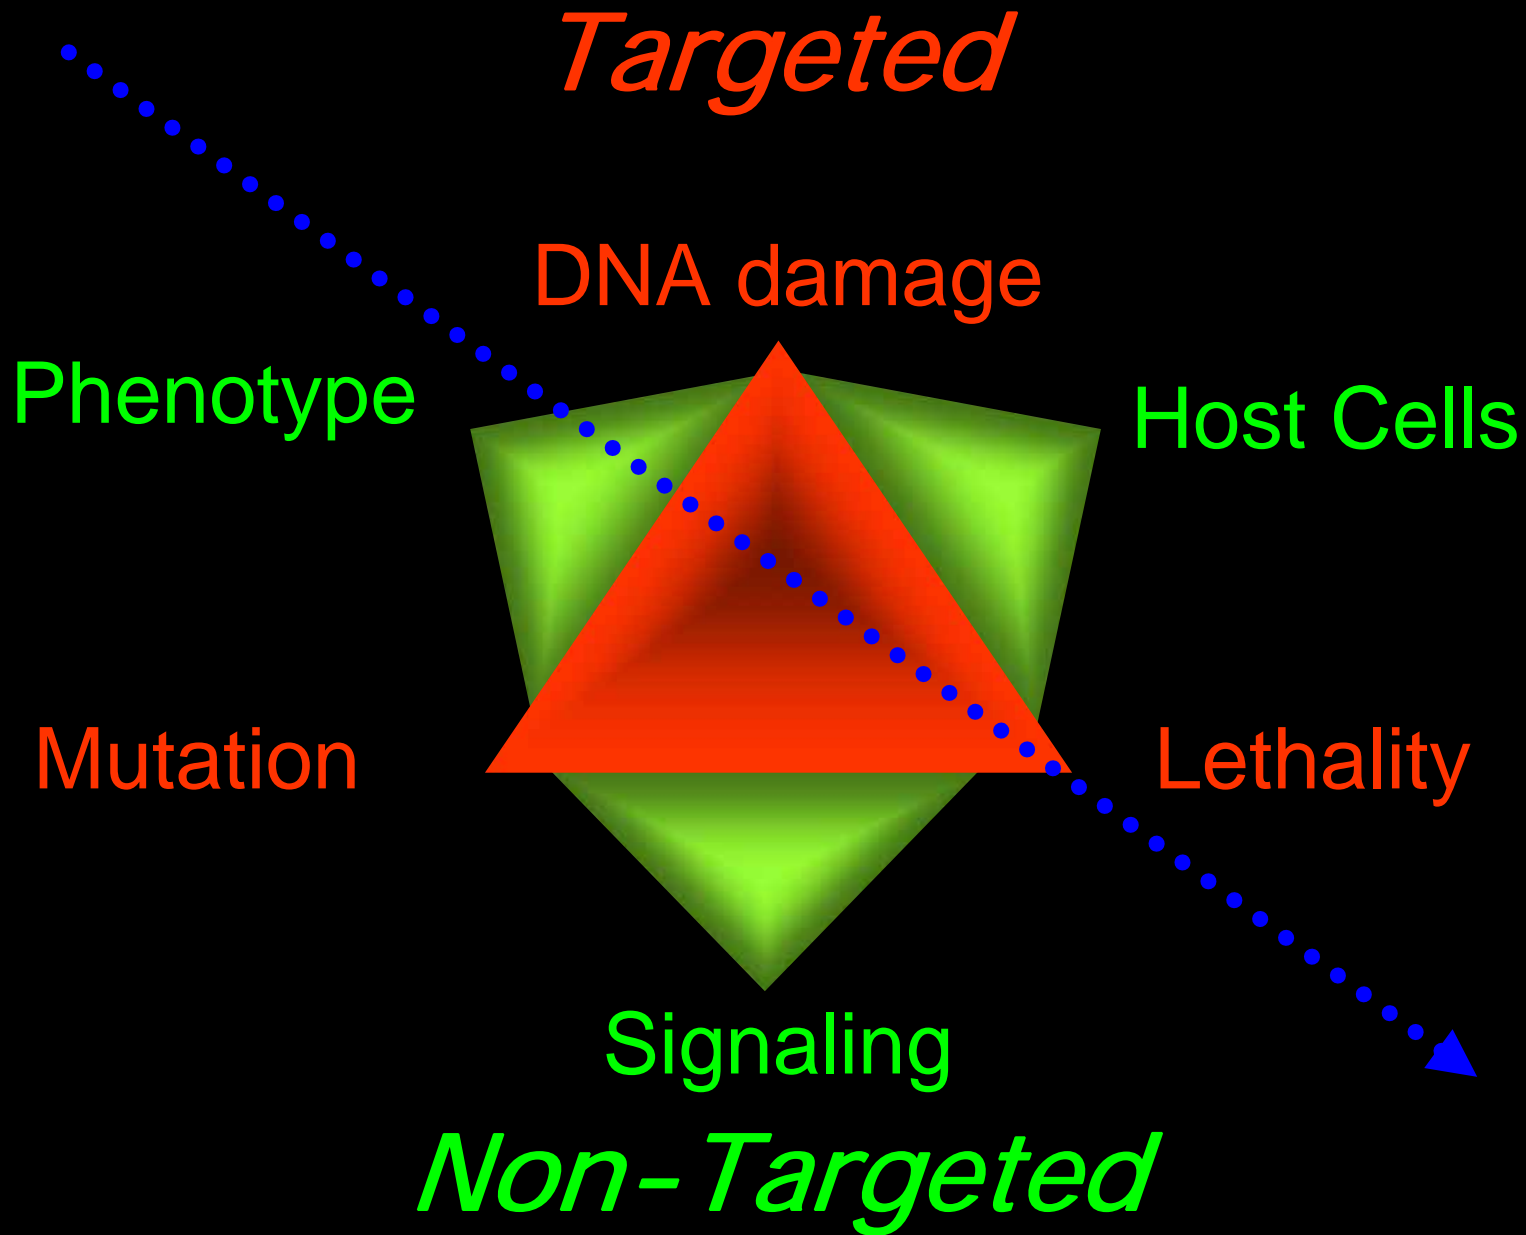 Targeted
DNA damage
Phenotype
Host Cells
Mutation
Lethality
Signaling
Non-Targeted